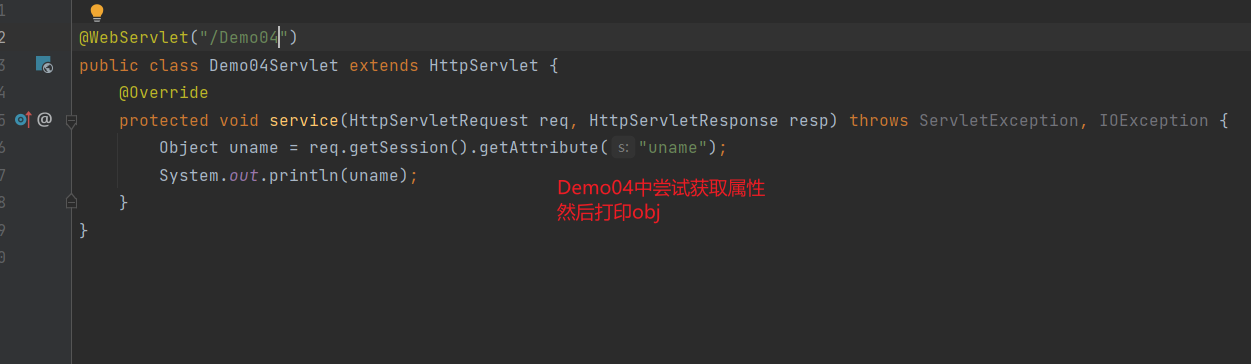 1
2 @WebServlet("/Demo04")
3 public class Demo04Servlet extends HttpServlet {
4 @Override
5 @ protected void service(HttpServletRequest req, HttpServletResponse resp) throws ServletException, IOException {
6 Object uname = req.getSession().getAttribute( s: "uname");
7 System.out.println(uname);
Demo04中尝试获取属性
8 }
然后打印obj
9 }
0